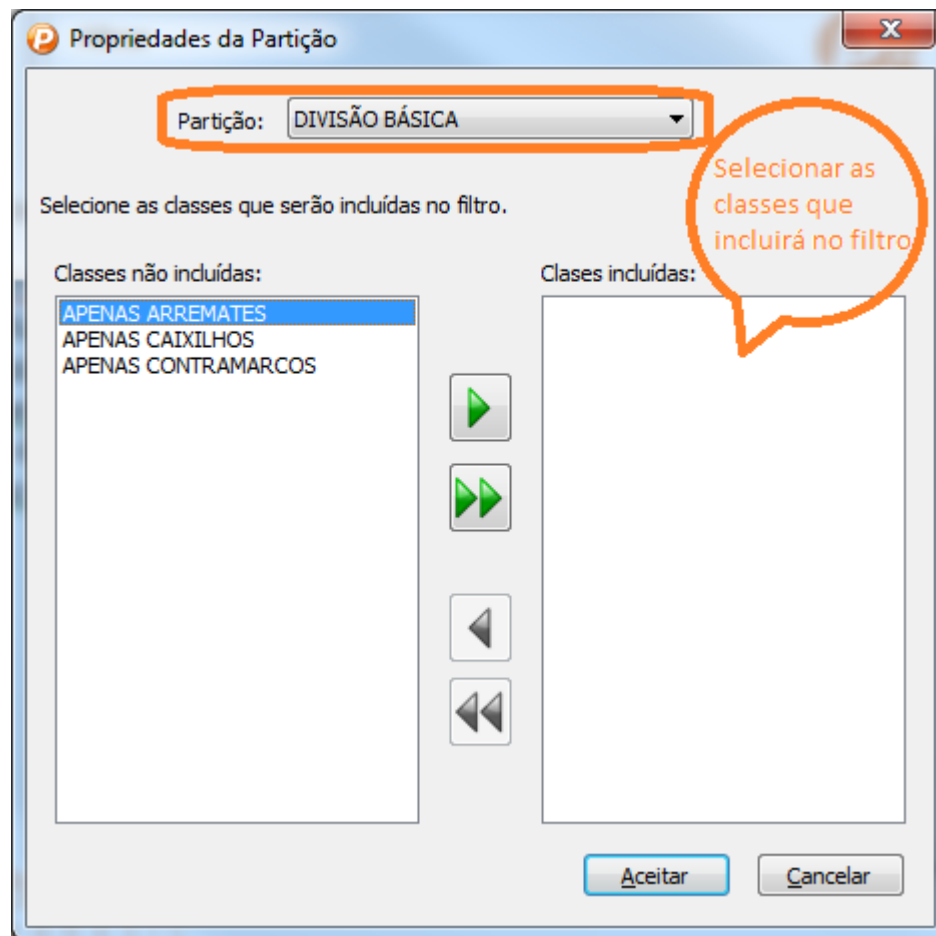 Propriedades da Partição
Partição: DIVISÃO BÁSICA
Selecionar as
classes que
incluirá no filtro
Selecione as classes que serão incluídas no filtro.
Classes não incluídas:
Clases incluídas:
APENAS ARREMATES
APENAS CAIXILHOS
APENAS CONTRAMARCOS
Aceitar
Cancelar